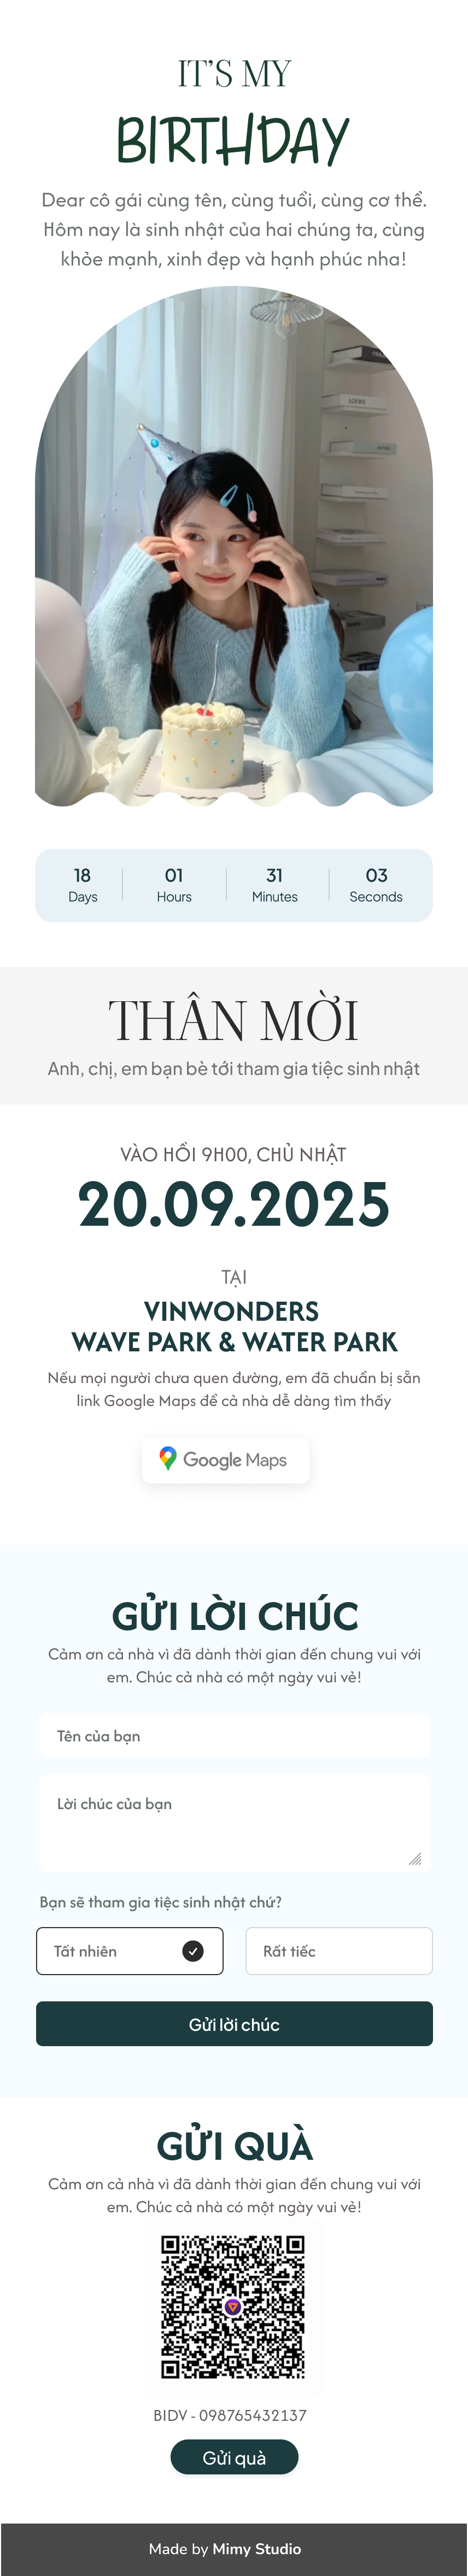 IT'S MY
BIRTHDAY
Dear cô gái cùng tên, cùng tuổi, cùng cơ thể.
Hôm nay là sinh nhật của hai chúng ta, cùng
khỏe mạnh, xinh đẹp và hạnh phúc nha!
LOEWE
18
Days
01
Hours
31
Minutes
03
Seconds
THÂN MỜI
Anh, chị, em bạn bè tới tham gia tiệc sinh nhật
VÀO HỒI 9H00, CHỦ NHẬT
20.09.2025
TẠI
VINWONDERS
WAVE PARK & WATER PARK
Nếu mọi người chưa quen đường, em đã chuẩn bị sẵn
link Google Maps để cả nhà dễ dàng tìm thấy
Google Maps
GỬI LỜI CHÚC
Cảm ơn cả nhà vì đã dành thời gian đến chung vui với
em. Chúc cả nhà có một ngày vui vẻ!
Tên của bạn
Lời chúc của bạn
Bạn sẽ tham gia tiệc sinh nhật chứ?
Tất nhiên
Rất tiếc
Gửi lời chúc
GỬI QUÀ
Cảm ơn cả nhà vì đã dành thời gian đến chung vui với
em. Chúc cả nhà có một ngày vui vẻ!
BIDV - 098765432137
Gửi quà
Made by Mimy Studio